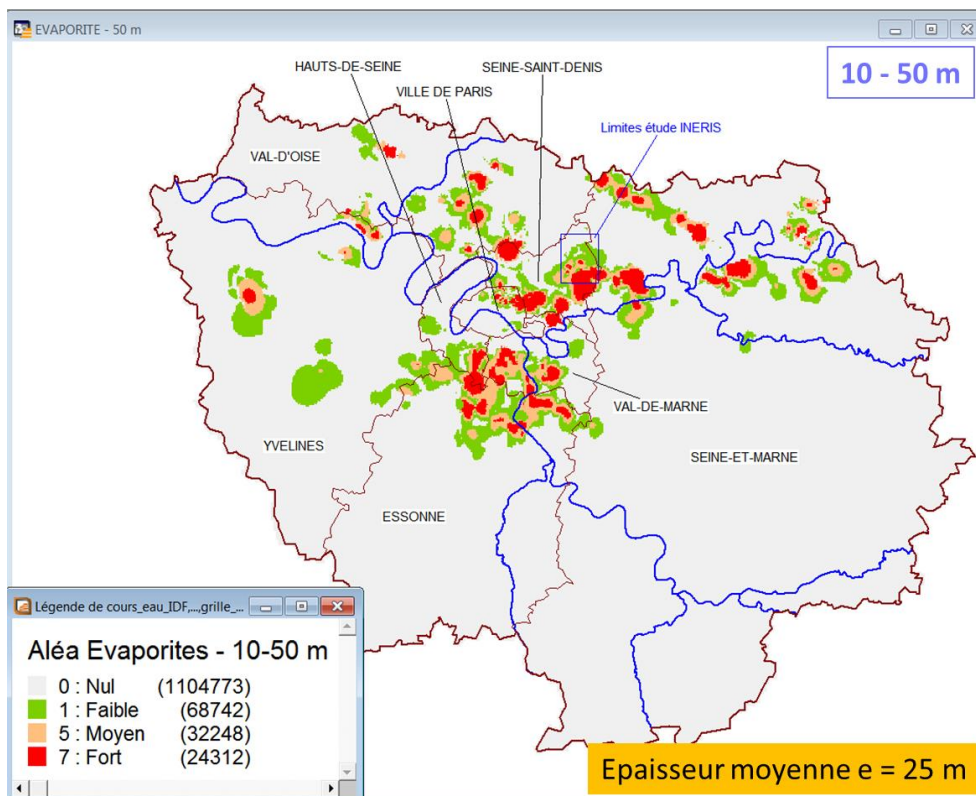 EVAPORITE - 50 m
10 - 50 m
HAUTS-DE-SEINE
SEINE-SAINT-DENIS
VILLE DE PARIS
Limites étude INERIS
VAL-D'OISE
VAL-DE-MARNE
YVELINES
SEINE-ET-MARNE
ESSONNE
Légende de cours_eau_IDF,...,grille_...
Aléa Evaporites - 10-50 m
0 : Nul (1104773)
1 : Faible (68742)
5 : Moyen (32248)
7 : Fort (24312)
Epaisseur moyenne e = 25 m